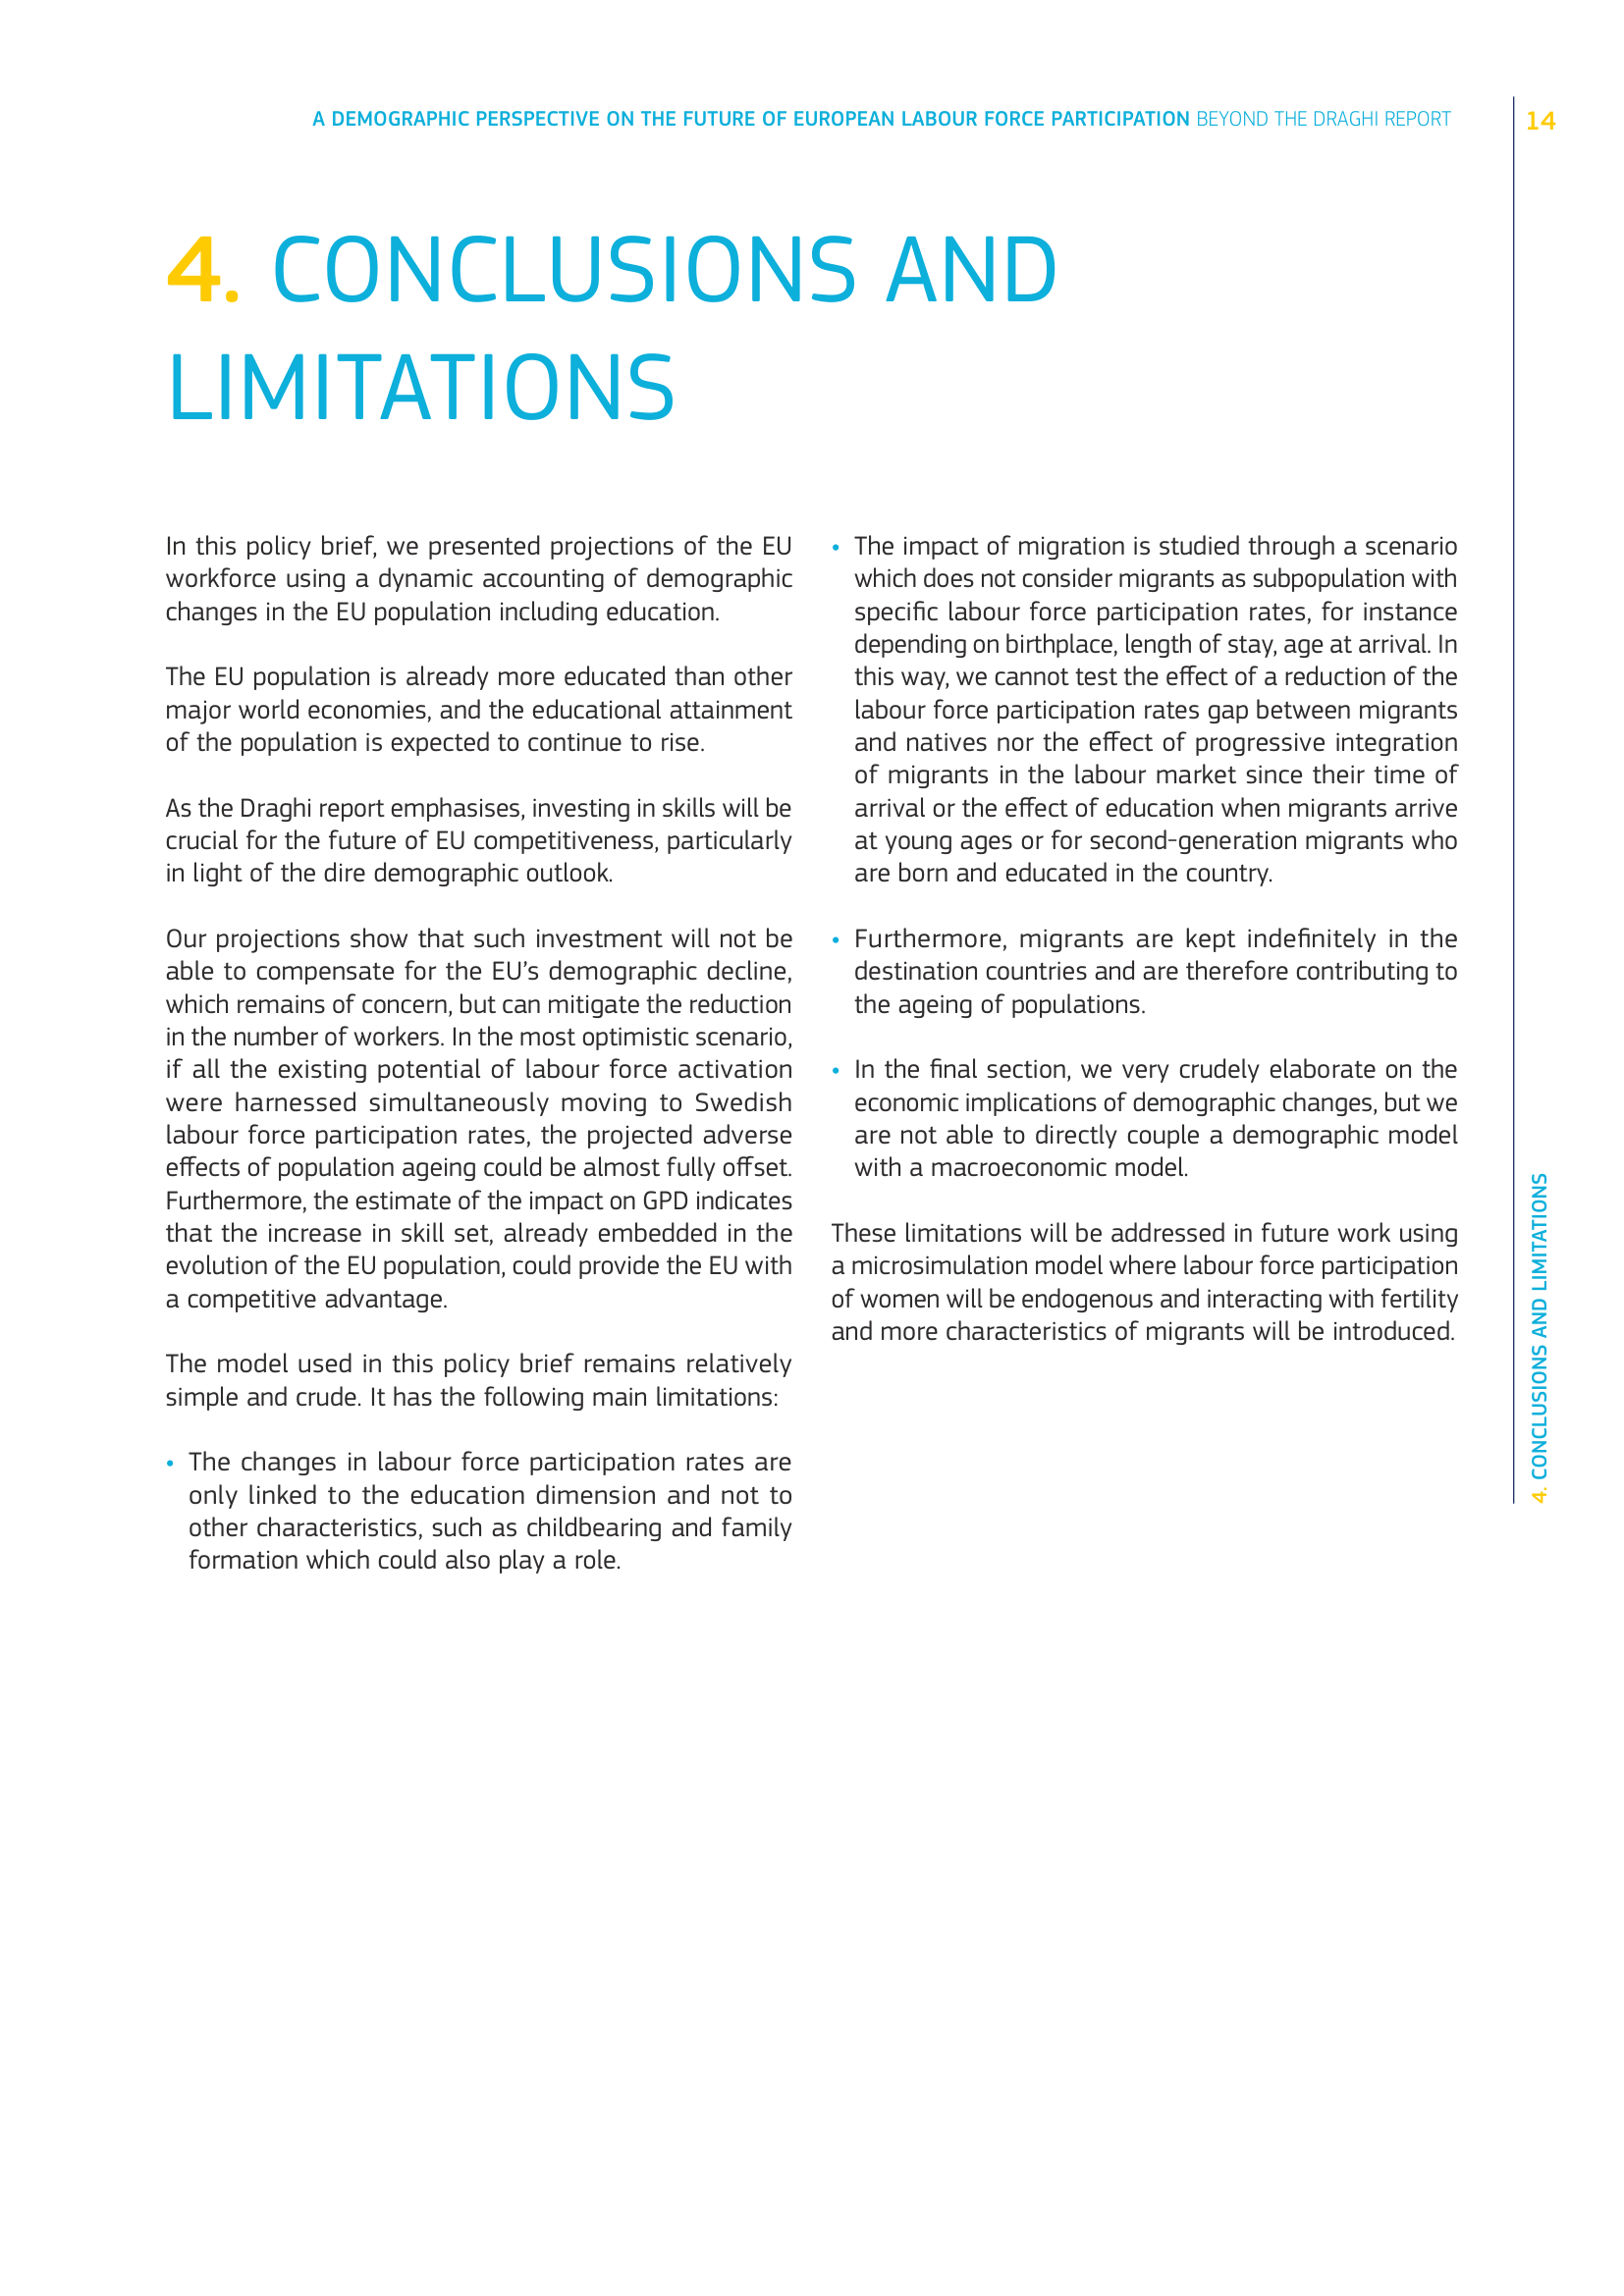 A DEMOGRAPHIC PERSPECTIVE ON THE FUTURE OF EUROPEAN LABOUR FORCE PARTICIPATION BEYOND THE DRAGHI REPORT
14
4. CONCLUSIONS AND
LIMITATIONS
In this policy brief, we presented projections of the EU
workforce using a dynamic accounting of demographic
changes in the EU population including education.
The EU population is already more educated than other
major world economies, and the educational attainment
of the population is expected to continue to rise.
As the Draghi report emphasises, investing in skills will be
crucial for the future of EU competitiveness, particularly
in light of the dire demographic outlook.
Our projections show that such investment will not be
able to compensate for the EU’s demographic decline,
which remains of concern, but can mitigate the reduction
in the number of workers. In the most optimistic scenario,
if all the existing potential of labour force activation
were harnessed simultaneously moving to Swedish
labour force participation rates, the projected adverse
effects of population ageing could be almost fully offset.
Furthermore, the estimate of the impact on GPD indicates
that the increase in skill set, already embedded in the
evolution of the EU population, could provide the EU with
a competitive advantage.
The model used in this policy brief remains relatively
simple and crude. It has the following main limitations:
• The changes in labour force participation rates are
only linked to the education dimension and not to
other characteristics, such as childbearing and family
formation which could also play a role.
• The impact of migration is studied through a scenario
which does not consider migrants as subpopulation with
specific labour force participation rates, for instance
depending on birthplace, length of stay, age at arrival. In
this way, we cannot test the effect of a reduction of the
labour force participation rates gap between migrants
and natives nor the effect of progressive integration
of migrants in the labour market since their time of
arrival or the effect of education when migrants arrive
at young ages or for second-generation migrants who
are born and educated in the country.
• Furthermore, migrants are kept indefinitely in the
destination countries and are therefore contributing to
the ageing of populations.
• In the final section, we very crudely elaborate on the
economic implications of demographic changes, but we
are not able to directly couple a demographic model
with a macroeconomic model.
These limitations will be addressed in future work using
a microsimulation model where labour force participation
of women will be endogenous and interacting with fertility
and more characteristics of migrants will be introduced.
4. CONCLUSIONS AND LIMITATIONS